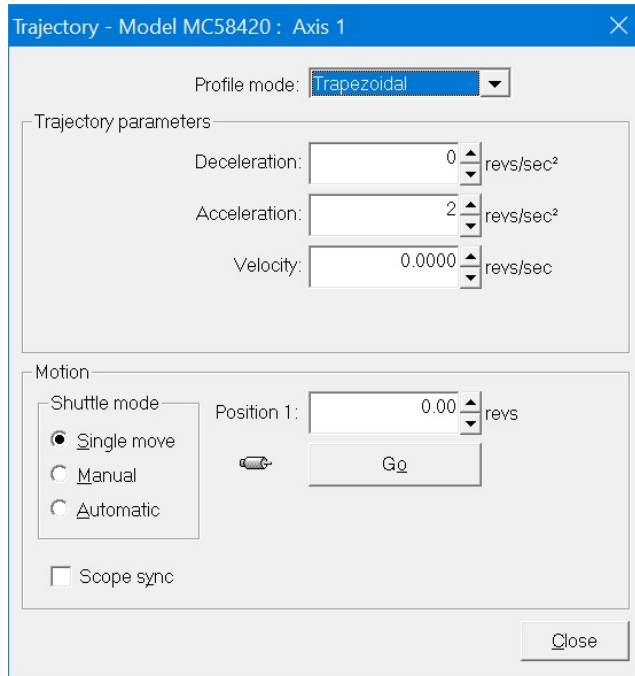 Trajectory - Model MC58420 : Axis 1
Profile mode: Trapezoidal
Trajectory parameters
Deceleration: 0 revs/sec²
Acceleration: 2 revs/sec²
Velocity: 0.0000 revs/sec
Motion
Shuttle mode
Position 1: 0.00 revs
Single move
Manual
Go
Automatic
Scope sync
Close